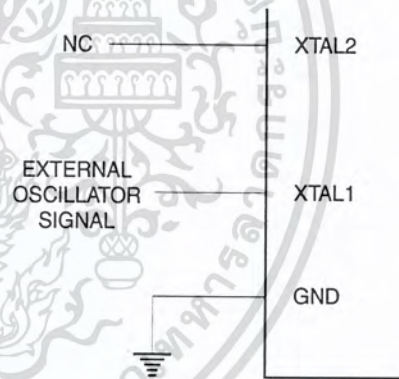 NC
XTAL2
EXTERNAL
OSCILLATOR
SIGNAL
XTAL1
GND